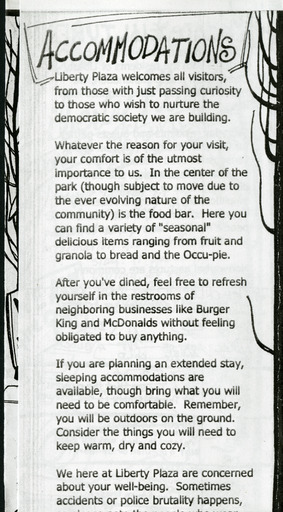 ACCOMMODATIONS
Liberty Plaza welcomes all visitors,
from those with just passing curiosity
to those who wish to nurture the
democratic society we are building.
Whatever the reason for your visit,
your comfort is of the utmost
importance to us. In the center of the
park (though subject to move due to
the ever evolving nature of the
community) is the food bar. Here you
can find a variety of "seasonal"
delicious items ranging from fruit and
granola to bread and the Occu-pie.
After you've dined, feel free to refresh
yourself in the restrooms of
neighboring businesses like Burger
King and McDonalds without feeling
obligated to buy anything.
If you are planning an extended stay,
sleeping accommodations are
available, though bring what you will
need to be comfortable. Remember,
you will be outdoors on the ground.
Consider the things you will need to
keep warm, dry and cozy.
We here at Liberty Plaza are concerned
about your well-being. Sometimes
accidents or police brutality happens,